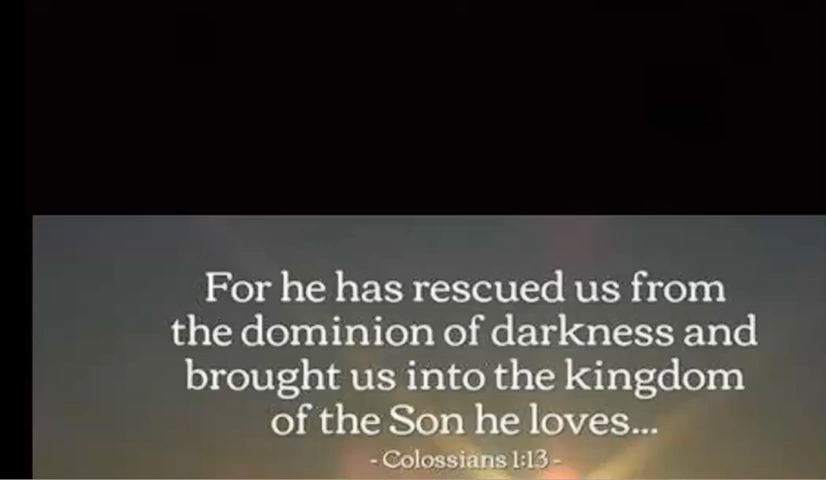 For he has rescued us from
the dominion of darkness and
brought us into the kingdom
of the Son he loves...
- Colossians 1:13 -